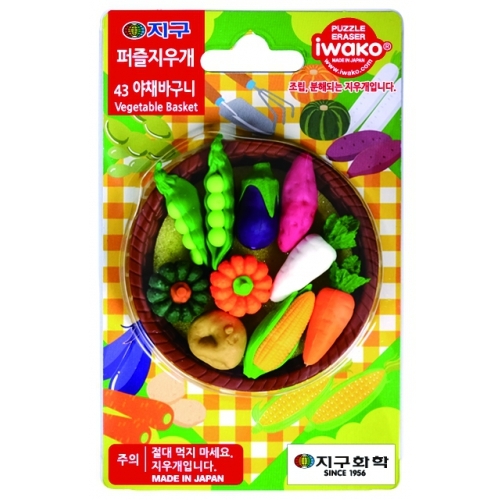 지구
퍼즐지우개
43 야채바구니
Vegetable Basket
PUZZLE
ERASER
iwako®
MADE IN JAPAN
www.iwako.com
조립, 분해되는 지우개입니다.
주의
절대 먹지 마세요.
지우개입니다.
MADE IN JAPAN
지구화학
SINCE 1956